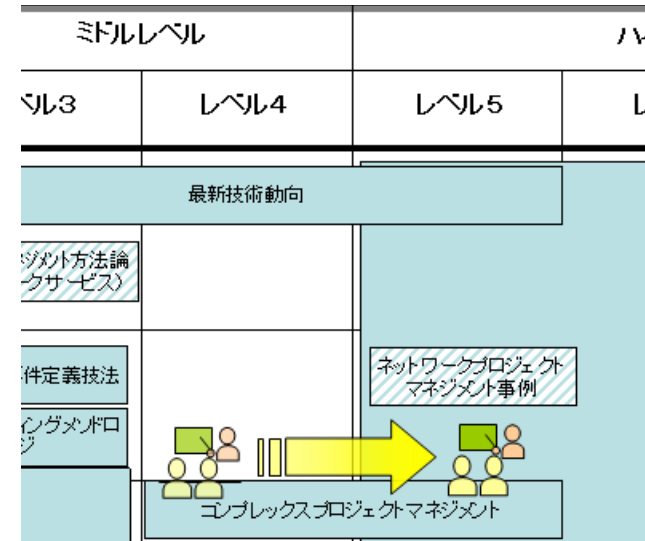 ミドルレベル
ハイ
ベル3
レベル4
レベル5
レ
最新技術動向
ジメント方法論
ークサービス）
ネットワークプロジェクト
マネジメント事例
件定義技法
ィングメソドロ
ジ
コンプレックスプロジェクトマネジメント